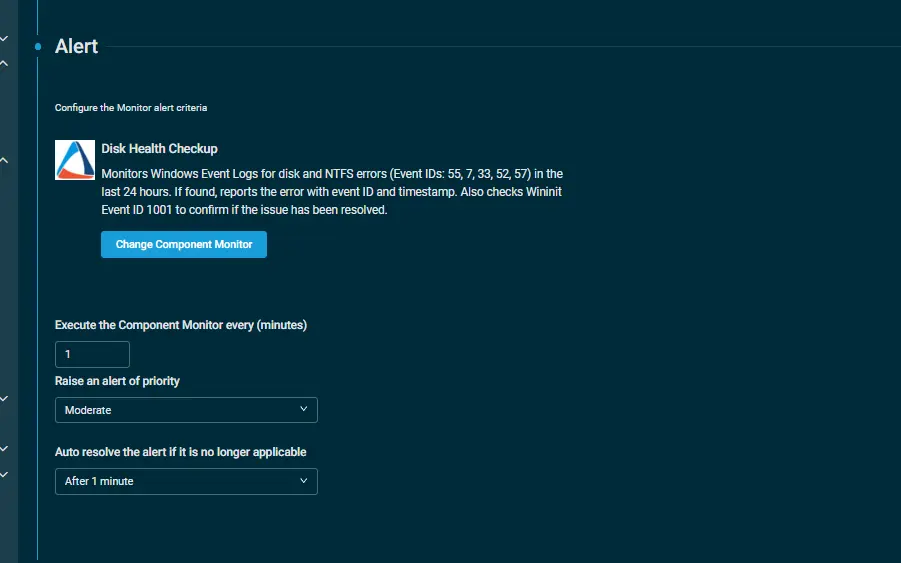 Alert
Configure the Monitor alert criteria
Disk Health Checkup
Monitors Windows Event Logs for disk and NTFS errors (Event IDs: 55, 7, 33, 52, 57) in the
last 24 hours. If found, reports the error with event ID and timestamp. Also checks Wininit
Event ID 1001 to confirm if the issue has been resolved.
Change Component Monitor
Execute the Component Monitor every (minutes)
1
Raise an alert of priority
Moderate
Auto resolve the alert if it is no longer applicable
After 1 minute